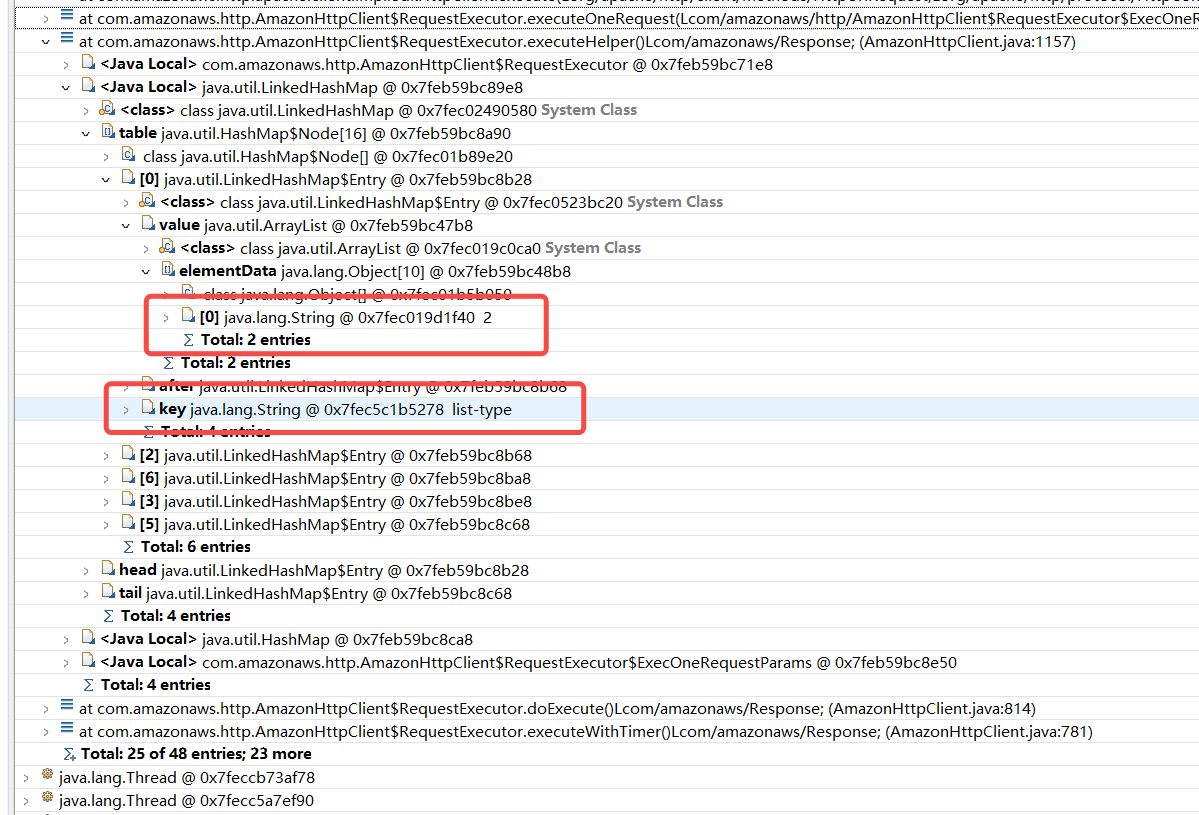 at com.amazonaws.http.AmazonHttpClient$RequestExecutor.executeOneRequest(Lcom/amazonaws/http/AmazonHttpClient$RequestExecutor$ExecOneR
at com.amazonaws.http.AmazonHttpClient$RequestExecutor.executeHelper()Lcom/amazonaws/Response; (AmazonHttpClient.java:1157)
<Java Local> com.amazonaws.http.AmazonHttpClient$RequestExecutor @ 0x7feb59bc71e8
<Java Local> java.util.LinkedHashMap @ 0x7feb59bc89e8
<class> class java.util.LinkedHashMap @ 0x7fec02490580 System Class
table java.util.HashMap$Node[16] @ 0x7feb59bc8a90
class java.util.HashMap$Node[] @ 0x7fec01b89e20
[0] java.util.LinkedHashMap$Entry @ 0x7feb59bc8b28
<class> class java.util.LinkedHashMap$Entry @ 0x7fec0523bc20 System Class
value java.util.ArrayList @ 0x7feb59bc47b8
<class> class java.util.ArrayList @ 0x7fec019c0ca0 System Class
elementData java.lang.Object[10] @ 0x7feb59bc48b8
class java.lang.Object[] @ 0x7fec01b5b050
[0] java.lang.String @ 0x7fec019d1f40 2
Σ Total: 2 entries
Σ Total: 2 entries
after java.util.LinkedHashMap$Entry @ 0x7feb59bc8b68
key java.lang.String @ 0x7fec5c1b5278 list-type
Σ Total: 4 entries
[2] java.util.LinkedHashMap$Entry @ 0x7feb59bc8b68
[6] java.util.LinkedHashMap$Entry @ 0x7feb59bc8ba8
[3] java.util.LinkedHashMap$Entry @ 0x7feb59bc8be8
[5] java.util.LinkedHashMap$Entry @ 0x7feb59bc8c68
Σ Total: 6 entries
head java.util.LinkedHashMap$Entry @ 0x7feb59bc8b28
tail java.util.LinkedHashMap$Entry @ 0x7feb59bc8c68
Σ Total: 4 entries
<Java Local> java.util.HashMap @ 0x7feb59bc8ca8
<Java Local> com.amazonaws.http.AmazonHttpClient$RequestExecutor$ExecOneRequestParams @ 0x7feb59bc8e50
Σ Total: 4 entries
at com.amazonaws.http.AmazonHttpClient$RequestExecutor.doExecute()Lcom/amazonaws/Response; (AmazonHttpClient.java:814)
at com.amazonaws.http.AmazonHttpClient$RequestExecutor.executeWithTimer()Lcom/amazonaws/Response; (AmazonHttpClient.java:781)
Σ Total: 25 of 48 entries; 23 more
java.lang.Thread @ 0x7feccb73af78
java.lang.Thread @ 0x7fecc5a7ef90